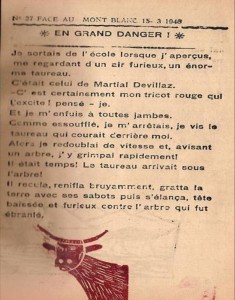 N° 27 FACE AU MONT BLANC 15- 3 1948
* EN GRAND DANGER ! *
Je sortais de l'école lorsque j'aperçus,
me regardant d'un air furieux, un énor-
me taureau.
C'était celui de Martial Devillaz.
-C' est certainement mon tricot rouge qui
l'excite ! pensé - je.
Et je m'enfuis a toutes jambes.
Comme essoufflé, je m'arrêtais, je vis le
taureau qui courait derrière moi.
Alors je redoublai de vitesse et, avisant
un arbre, j'y grimpai rapidement!
Il était temps! Le taureau arrivait sous
l'arbre!
Il recula, renifla bruyamment, gratta la
terre avec ses sabots puis s'élança, tête
baissée et furieux contre l'arbre qui fut
ébranlé.